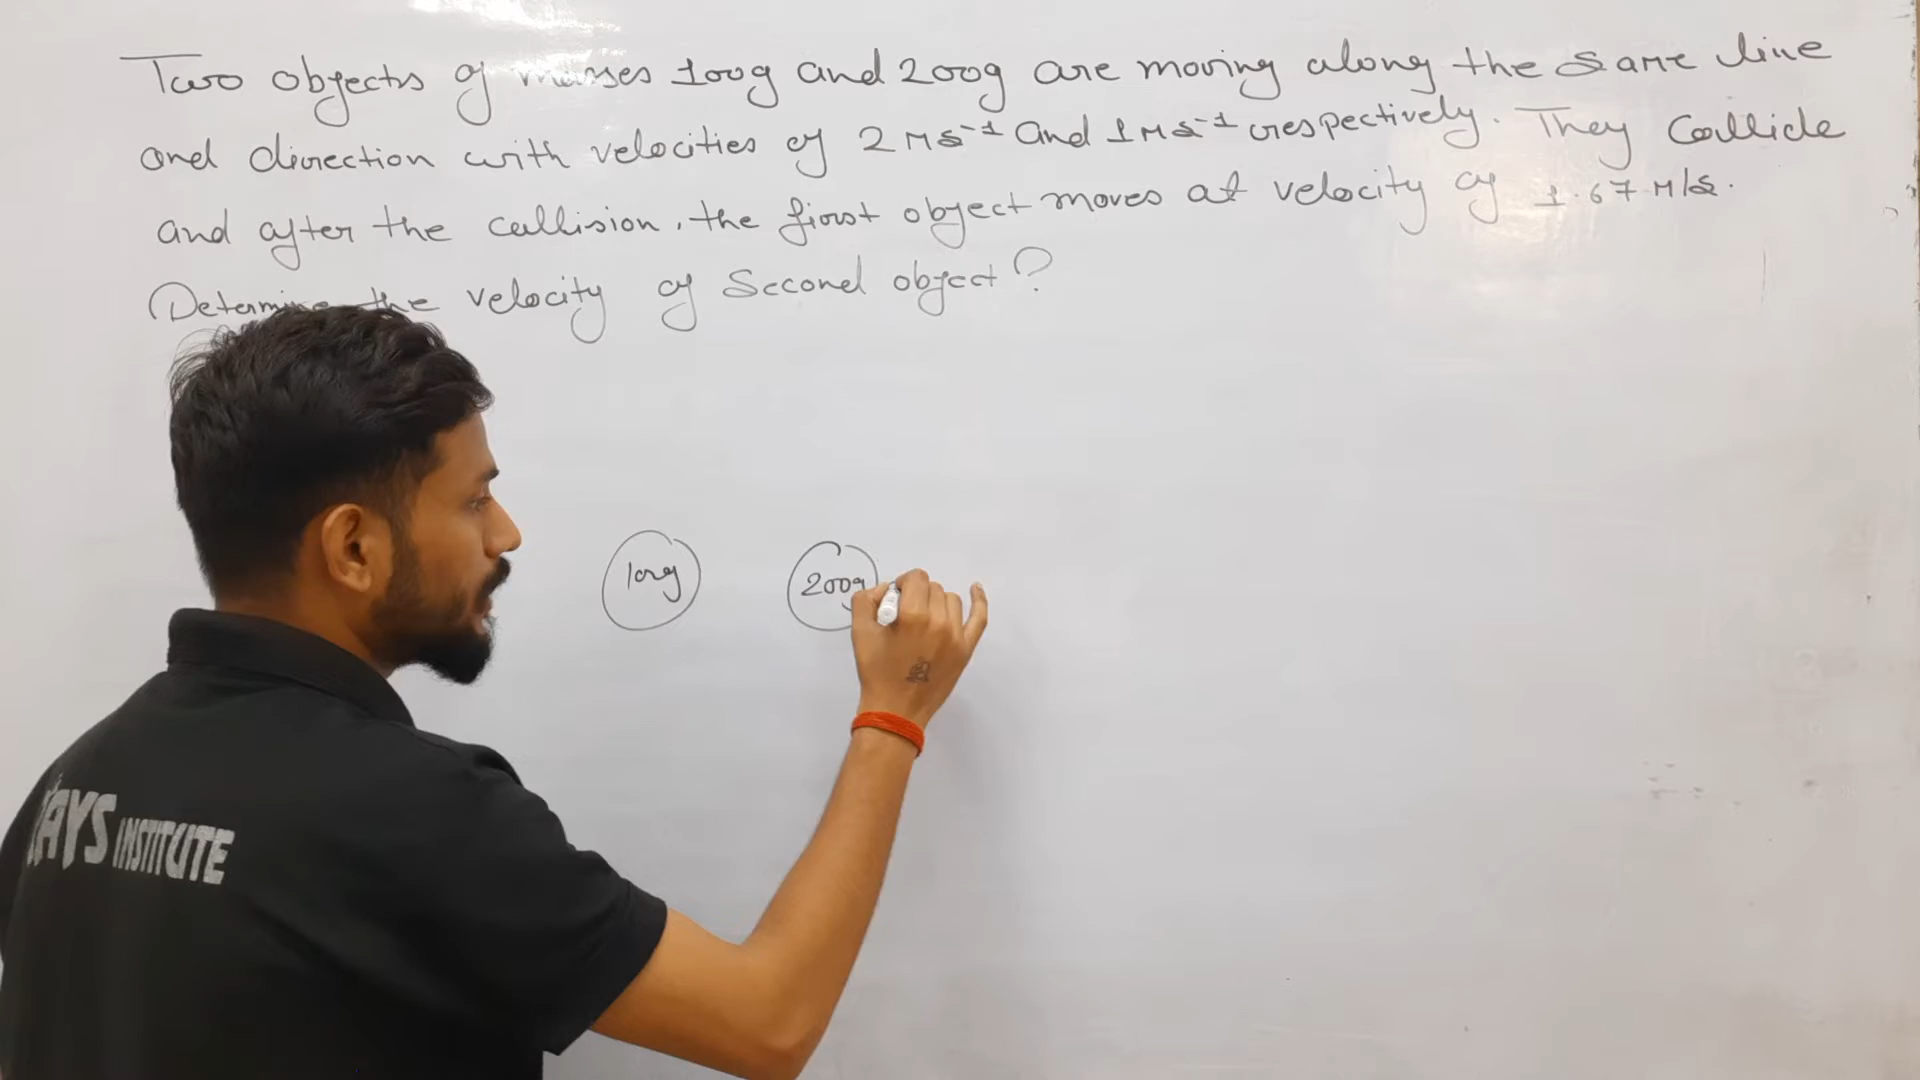 Two objects of masses 100g and 200g are moving along the same line
and direction with velocities of 2 ms⁻¹ and 1 ms⁻¹ respectively. They collide
and after the collision, the first object moves at velocity of 1.67 m/s.
Determine the velocity of second object?
100g 200g
AYS INSTITUTE